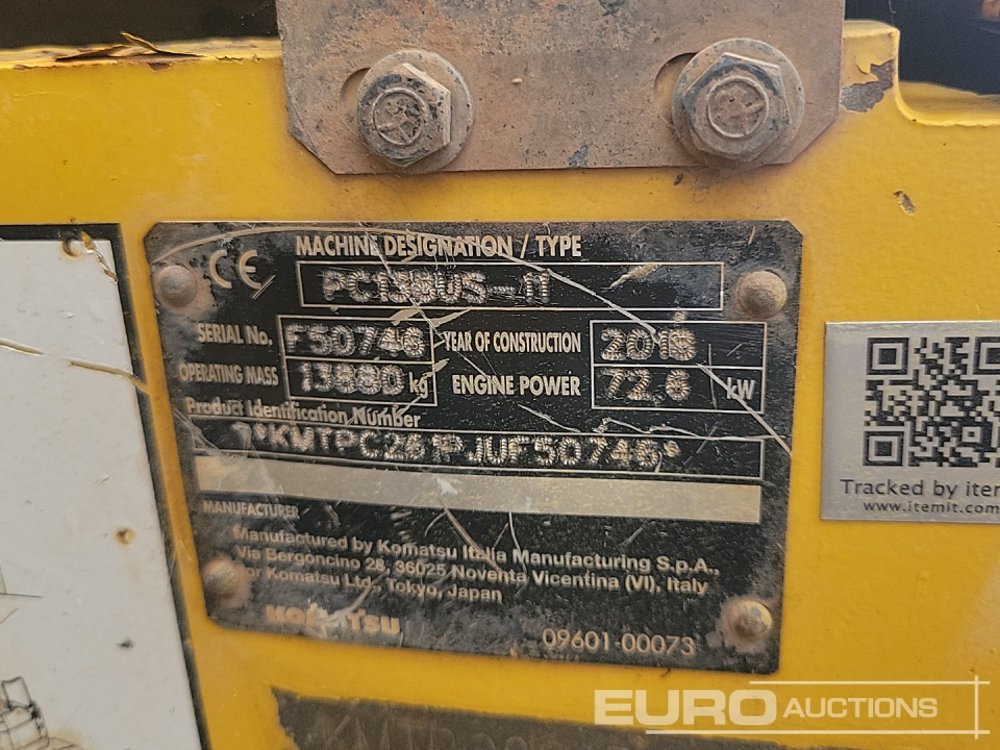 CE
MACHINE DESIGNATION / TYPE
PC138US-11
SERIAL No. F50746 YEAR OF CONSTRUCTION 2018
OPERATING MASS 13880 kg ENGINE POWER 72,6 kW
Product Identification Number
*KMTPC261PJUF50746*
MANUFACTURER
Manufactured by Komatsu Italia Manufacturing S.p.A.,
Via Bergoncino 28, 36025 Noventa Vicentina (VI), Italy
for Komatsu Ltd., Tokyo, Japan
KOMATSU
09601-00073
Tracked by
www.itemit.com
EURO AUCTIONS